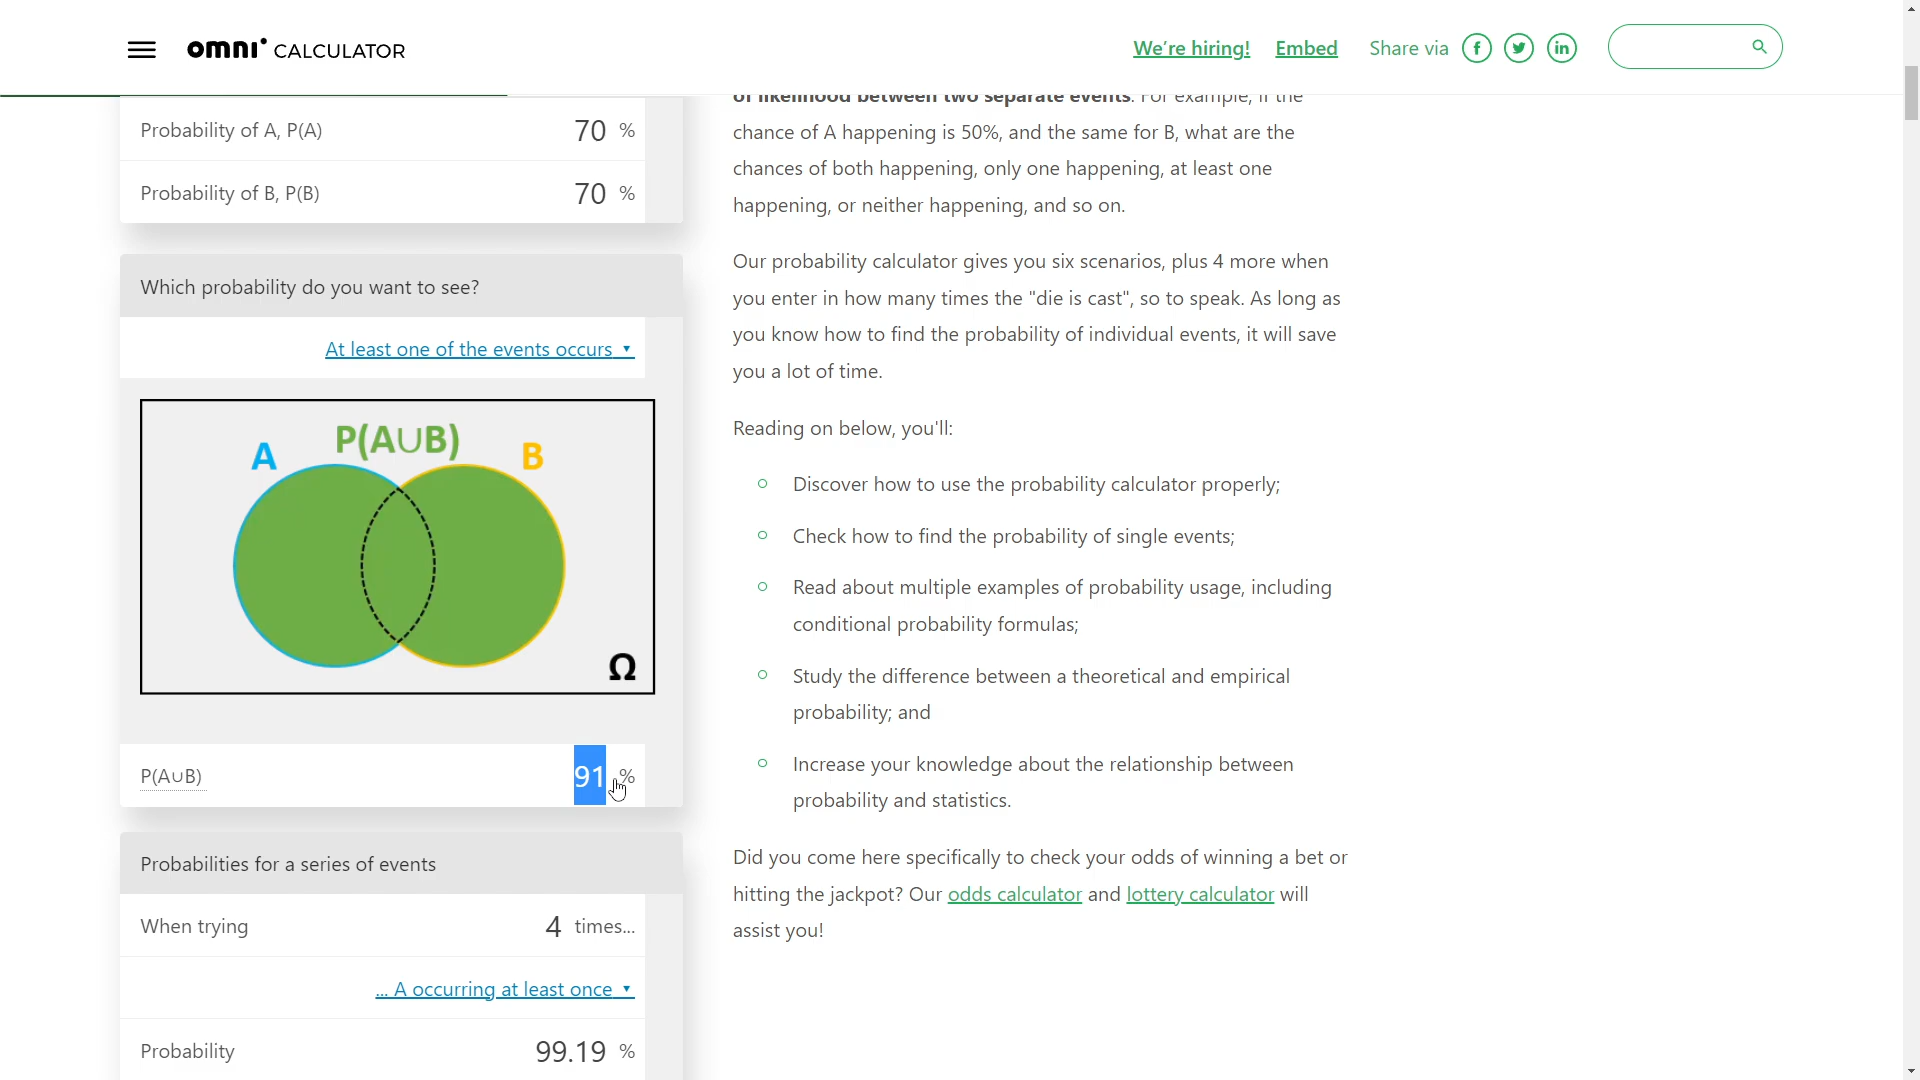 omni CALCULATOR
We're hiring!
Embed
Share via
Probability of A, P(A)
70 %
Probability of B, P(B)
70 %
Which probability do you want to see?
At least one of the events occurs
P(A∪B)
A
B
Ω
P(A∪B)
91 %
Probabilities for a series of events
When trying
4 times...
... A occurring at least once
Probability
99.19 %
of likelihood between two separate events. For example, if the
chance of A happening is 50%, and the same for B, what are the
chances of both happening, only one happening, at least one
happening, or neither happening, and so on.
Our probability calculator gives you six scenarios, plus 4 more when
you enter in how many times the "die is cast", so to speak. As long as
you know how to find the probability of individual events, it will save
you a lot of time.
Reading on below, you'll:
Discover how to use the probability calculator properly;
Check how to find the probability of single events;
Read about multiple examples of probability usage, including
conditional probability formulas;
Study the difference between a theoretical and empirical
probability; and
Increase your knowledge about the relationship between
probability and statistics.
Did you come here specifically to check your odds of winning a bet or
hitting the jackpot? Our odds calculator and lottery calculator will
assist you!